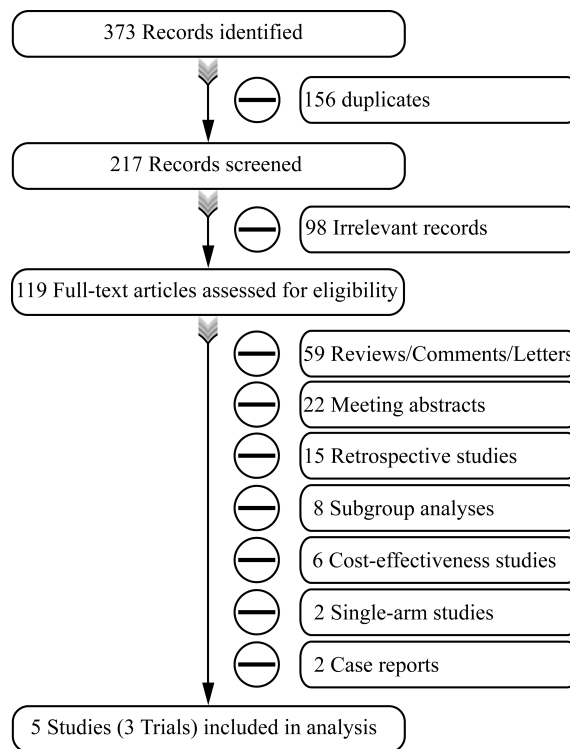 373 Records identified
156 duplicates
217 Records screened
98 Irrelevant records
119 Full-text articles assessed for eligibility
59 Reviews/Comments/Letters
22 Meeting abstracts
15 Retrospective studies
8 Subgroup analyses
6 Cost-effectiveness studies
2 Single-arm studies
2 Case reports
5 Studies (3 Trials) included in analysis